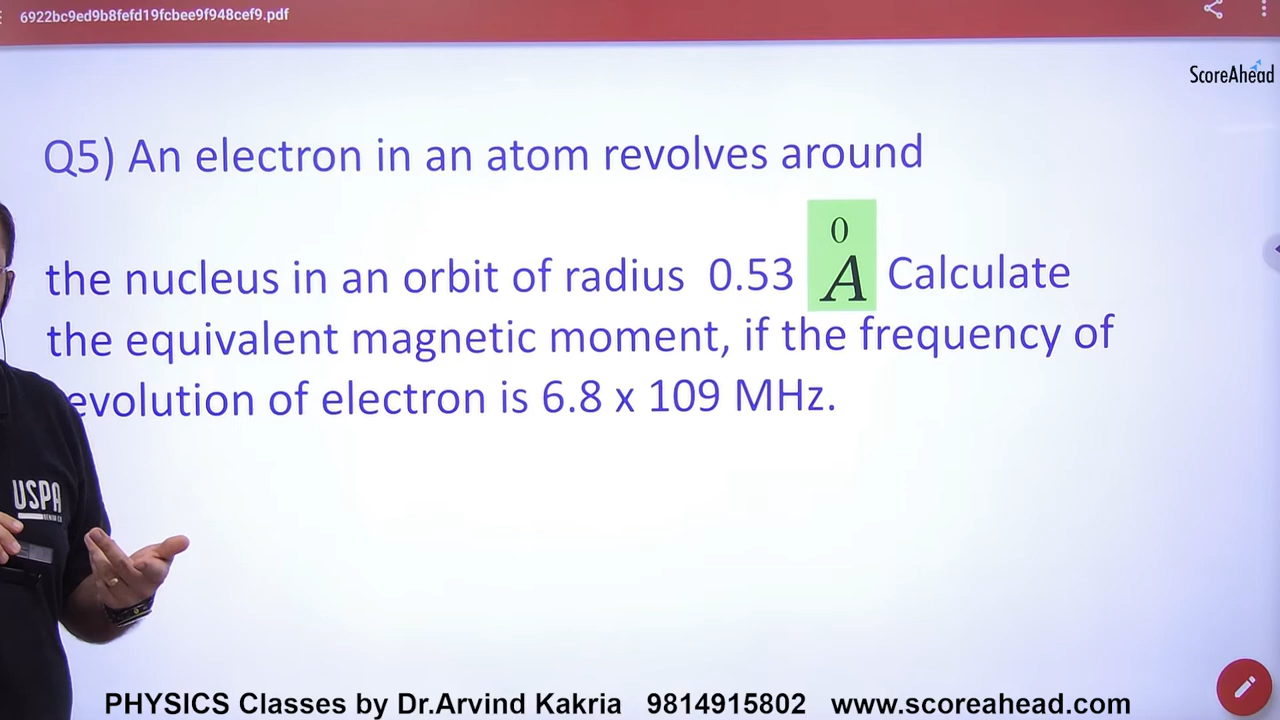 6922bc9ed9b8fefd19fcbee9f948cef9.pdf
ScoreAhead
Q5) An electron in an atom revolves around
the nucleus in an orbit of radius 0.53 Å Calculate
the equivalent magnetic moment, if the frequency of
evolution of electron is 6.8 x 109 MHz.
USPA
PHYSICS Classes by Dr.Arvind Kakria 9814915802 www.scoreahead.com